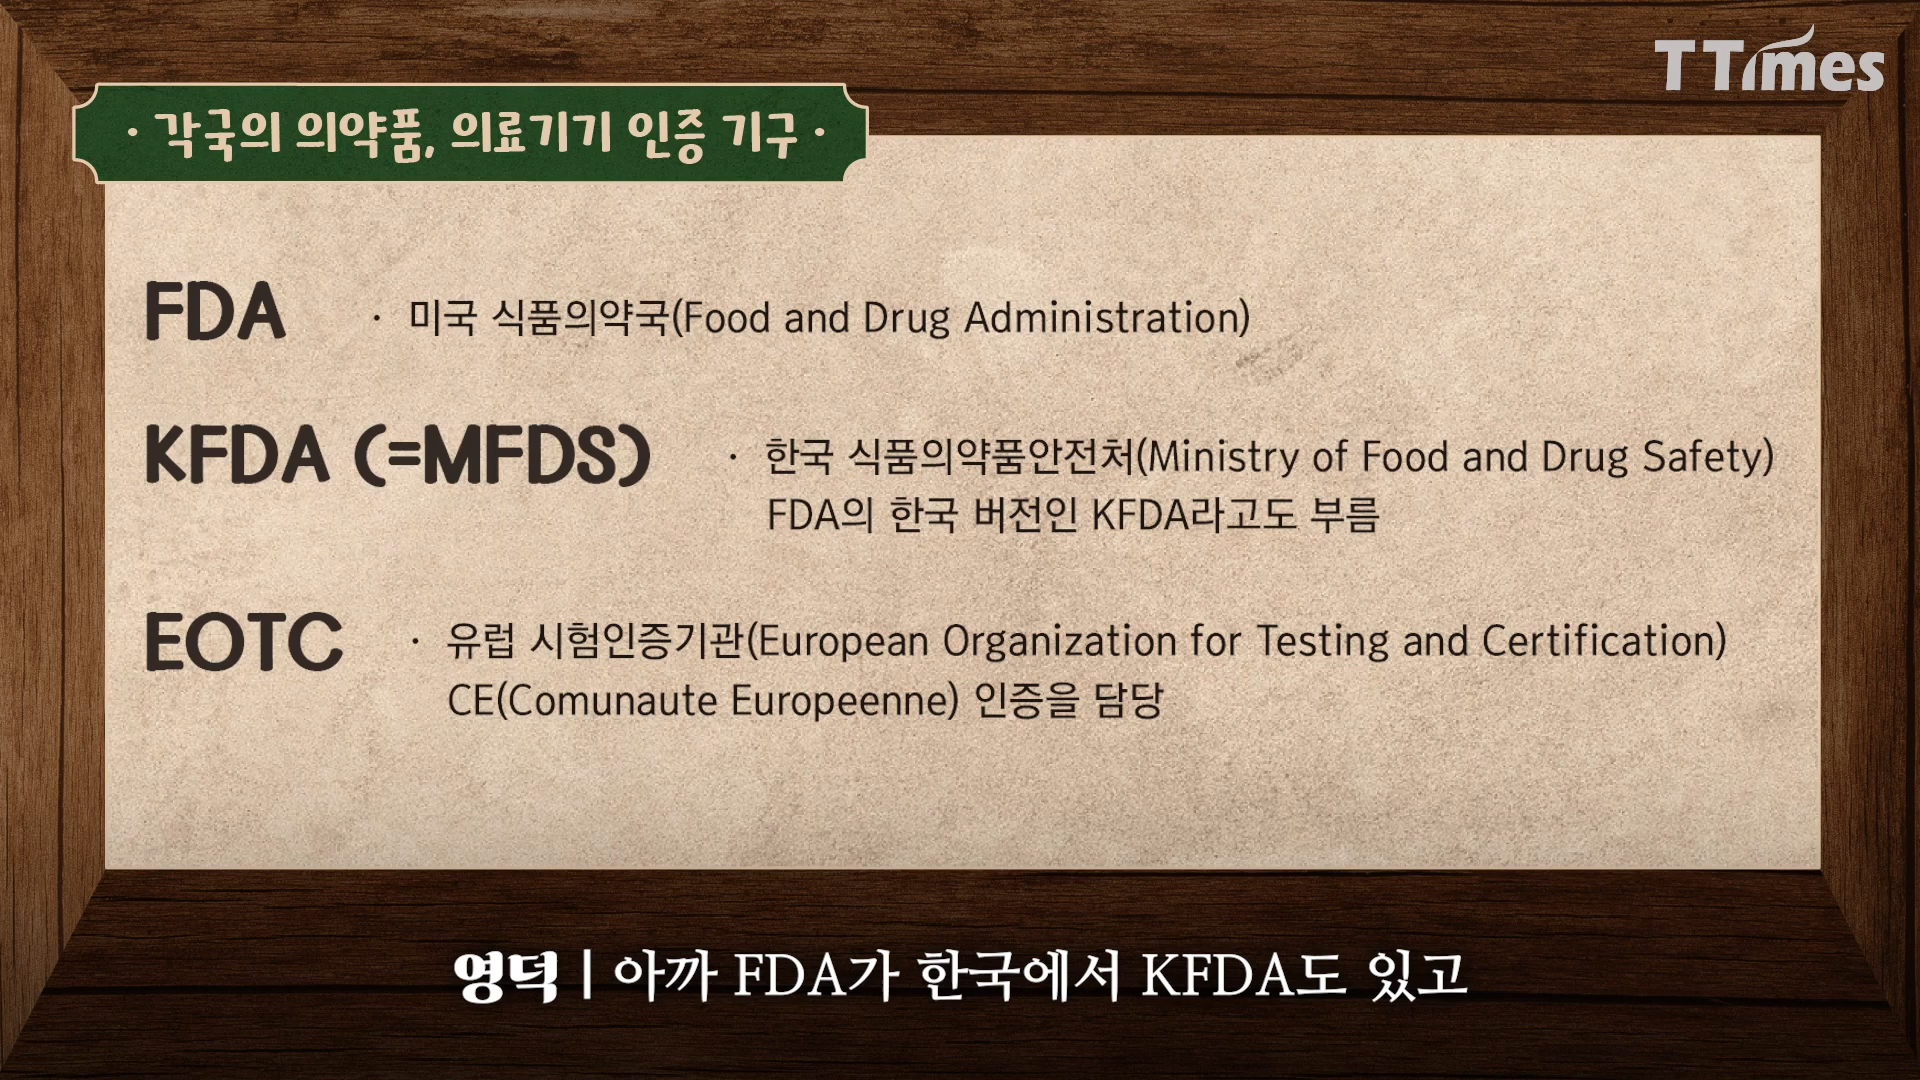 TTimes
· 각국의 의약품, 의료기기 인증 기구 ·
FDA · 미국 식품의약국(Food and Drug Administration)
KFDA (=MFDS) · 한국 식품의약품안전처(Ministry of Food and Drug Safety)
FDA의 한국 버전인 KFDA라고도 부름
EOTC · 유럽 시험인증기관(European Organization for Testing and Certification)
CE(Comunaute Europeenne) 인증을 담당
영덕 | 아까 FDA가 한국에서 KFDA도 있고